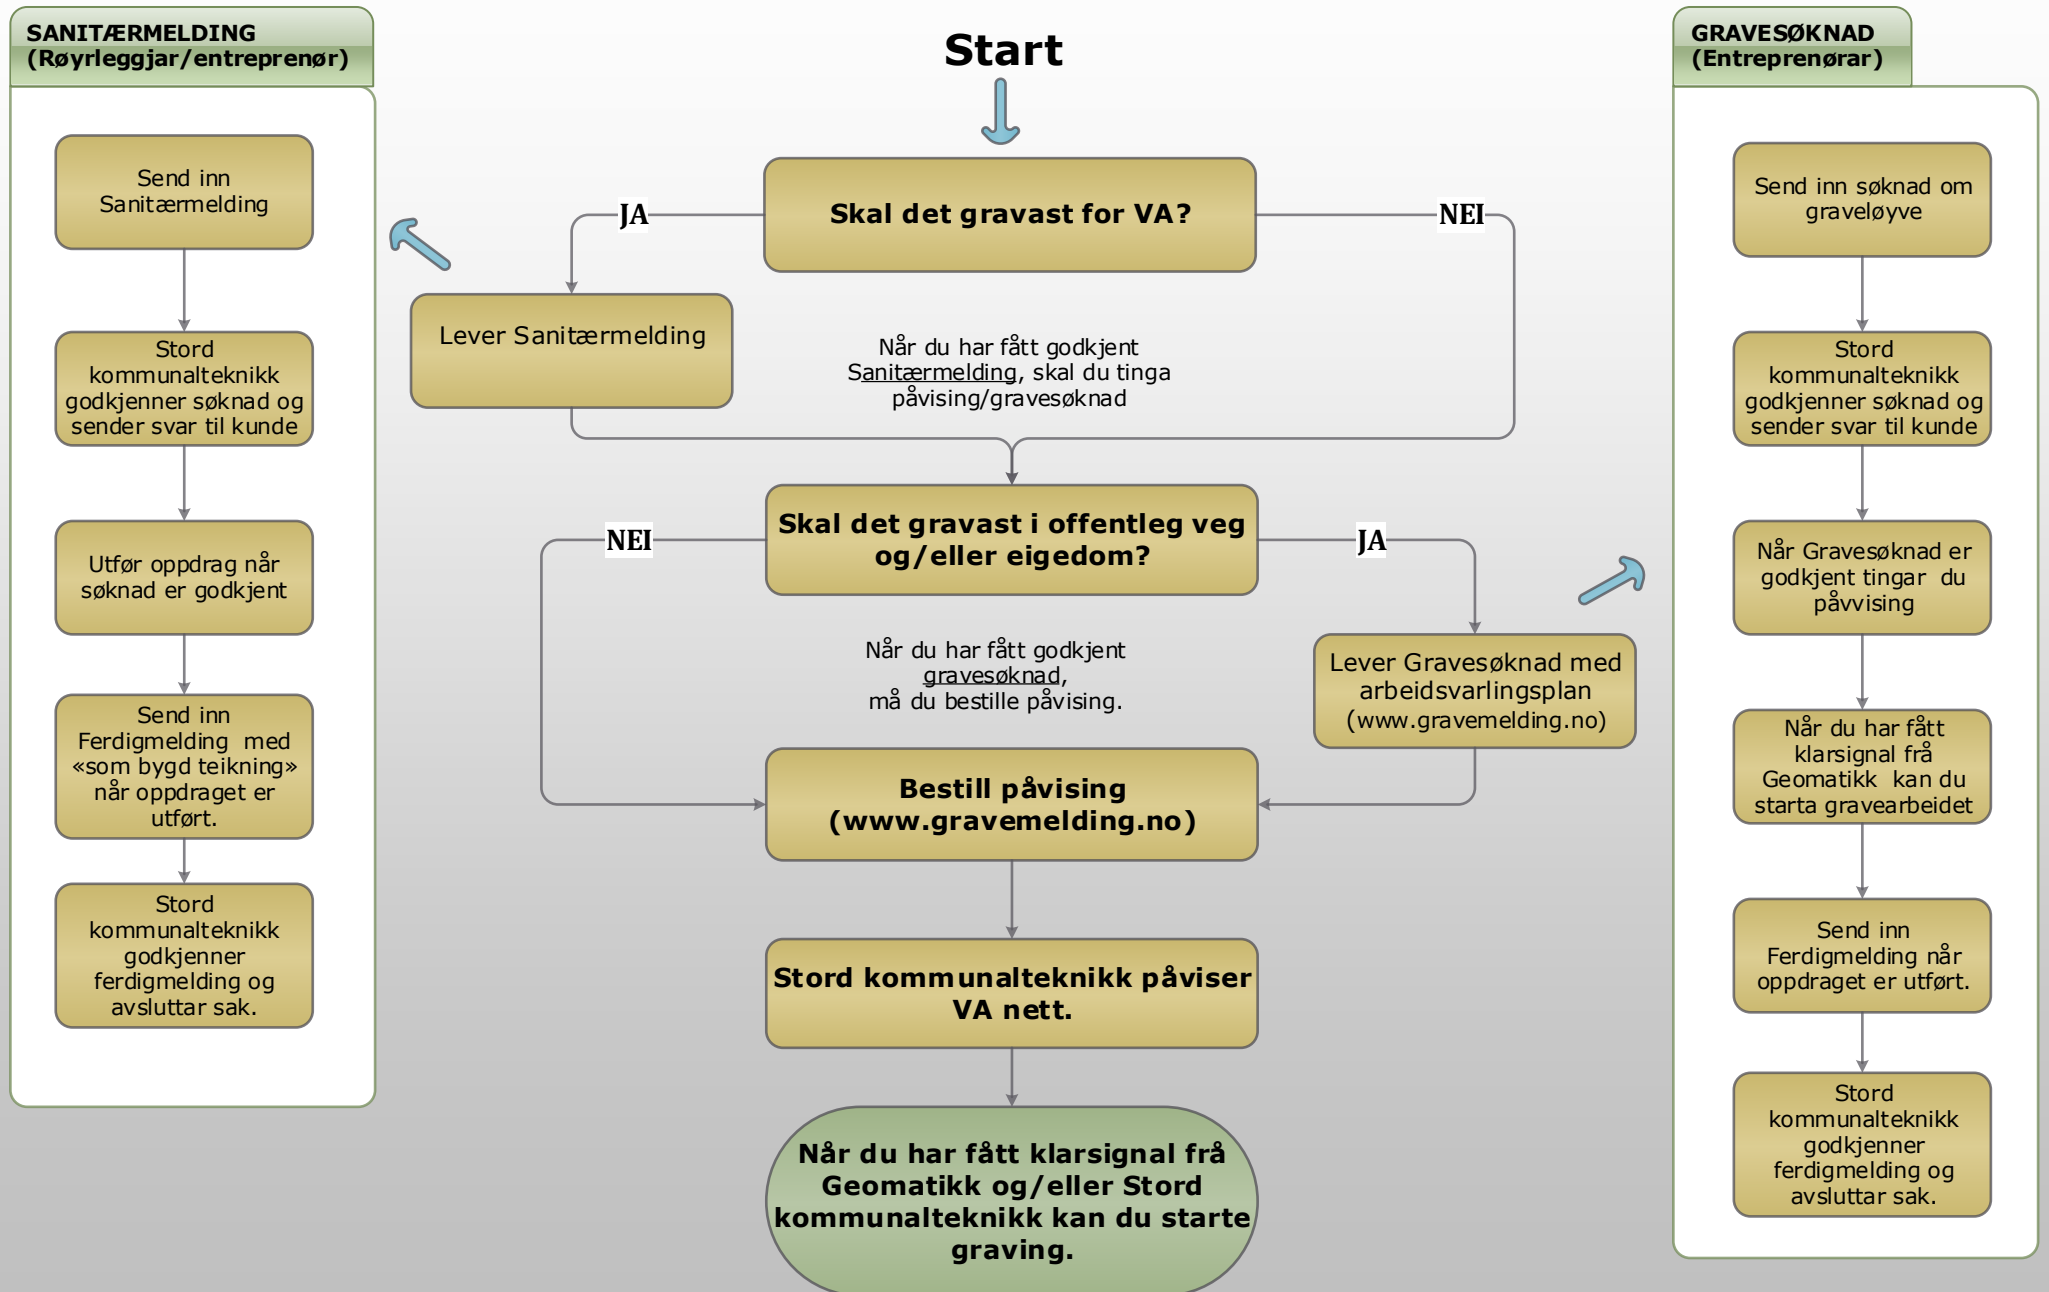 SANITÆRMELDING
(Røyrleggjar/entreprenør)
Send inn
Sanitærmelding
Stord
kommunalteknikk
godkjenner søknad og
sender svar til kunde
Utfør oppdrag når
søknad er godkjent
Send inn
Ferdigmelding med
«som bygd teikning»
når oppdraget er
utført.
Stord
kommunalteknikk
godkjenner
ferdigmelding og
avsluttar sak.
Start
Skal det gravast for VA?
JA
NEI
Lever Sanitærmelding
Når du har fått godkjent
Sanitærmelding, skal du tinga
påvising/gravesøknad
Skal det gravast i offentleg veg
og/eller eigedom?
NEI
JA
Når du har fått godkjent
gravesøknad,
må du bestille påvising.
Lever Gravesøknad med
arbeidsvarlingsplan
(www.gravemelding.no)
Bestill påvising
(www.gravemelding.no)
Stord kommunalteknikk påviser
VA nett.
Når du har fått klarsignal frå
Geomatikk og/eller Stord
kommunalteknikk kan du starte
graving.
GRAVESØKNAD
(Entreprenørar)
Send inn søknad om
graveløyve
Stord
kommunalteknikk
godkjenner søknad og
sender svar til kunde
Når Gravesøknad er
godkjent tingar du
påvvising
Når du har fått
klarsignal frå
Geomatikk kan du
starta gravearbeidet
Send inn
Ferdigmelding når
oppdraget er utført.
Stord
kommunalteknikk
godkjenner
ferdigmelding og
avsluttar sak.